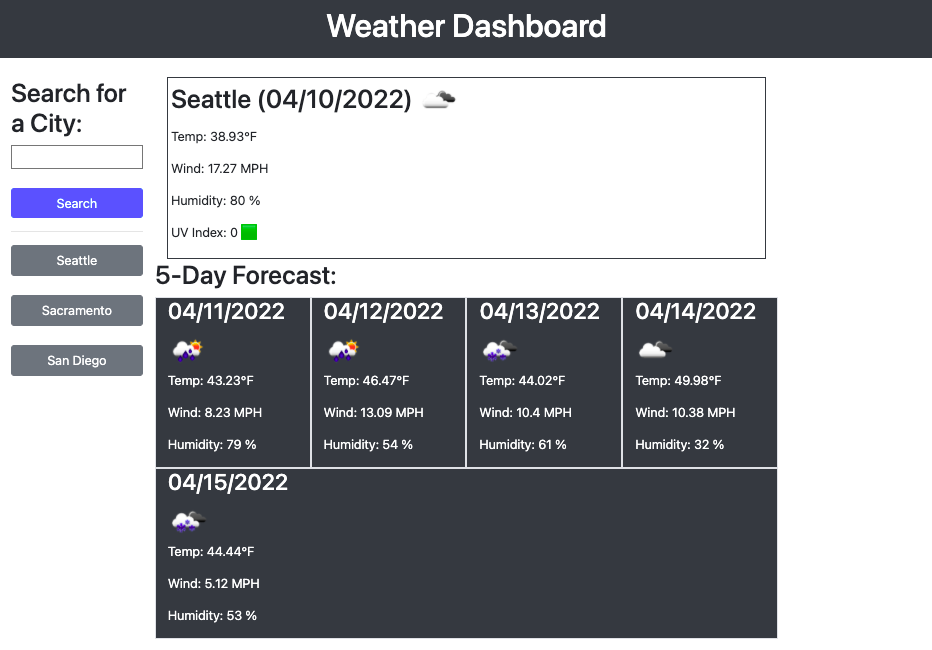 Weather Dashboard
Search for
a City:
Search
Seattle
Sacramento
San Diego
Seattle (04/10/2022)
Temp: 38.93°F
Wind: 17.27 MPH
Humidity: 80 %
UV Index: 0
5-Day Forecast:
04/11/2022
Temp: 43.23°F
Wind: 8.23 MPH
Humidity: 79 %
04/12/2022
Temp: 46.47°F
Wind: 13.09 MPH
Humidity: 54 %
04/13/2022
Temp: 44.02°F
Wind: 10.4 MPH
Humidity: 61 %
04/14/2022
Temp: 49.98°F
Wind: 10.38 MPH
Humidity: 32 %
04/15/2022
Temp: 44.44°F
Wind: 5.12 MPH
Humidity: 53 %